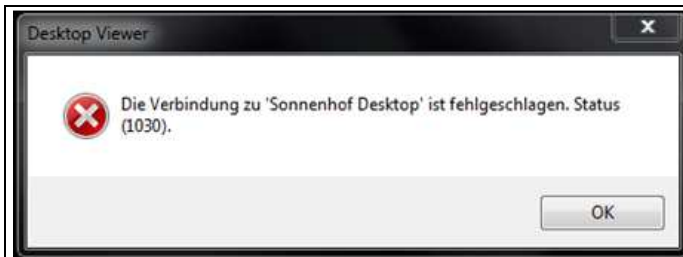 Desktop Viewer
Die Verbindung zu 'Sonnenhof Desktop' ist fehlgeschlagen. Status
(1030).
OK